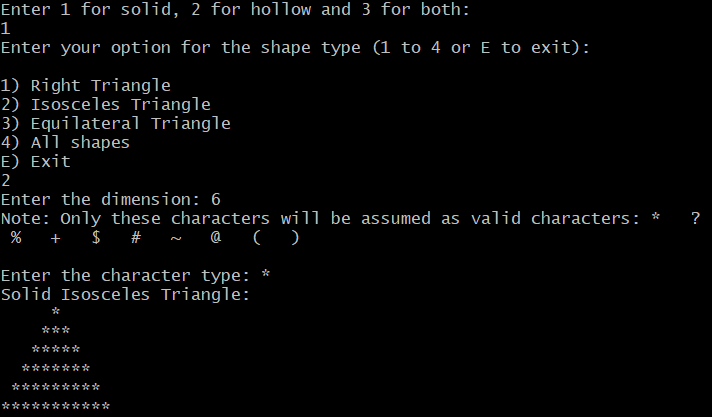 Enter 1 for solid, 2 for hollow and 3 for both:
1
Enter your option for the shape type (1 to 4 or E to exit):

1) Right Triangle
2) Isosceles Triangle
3) Equilateral Triangle
4) All shapes
E) Exit
2
Enter the dimension: 6
Note: Only these characters will be assumed as valid characters: *   ?
 %   +   $   #   ~   @   (   )

Enter the character type: *
Solid Isosceles Triangle:
     *
    ***
   *****
  *******
 *********
***********